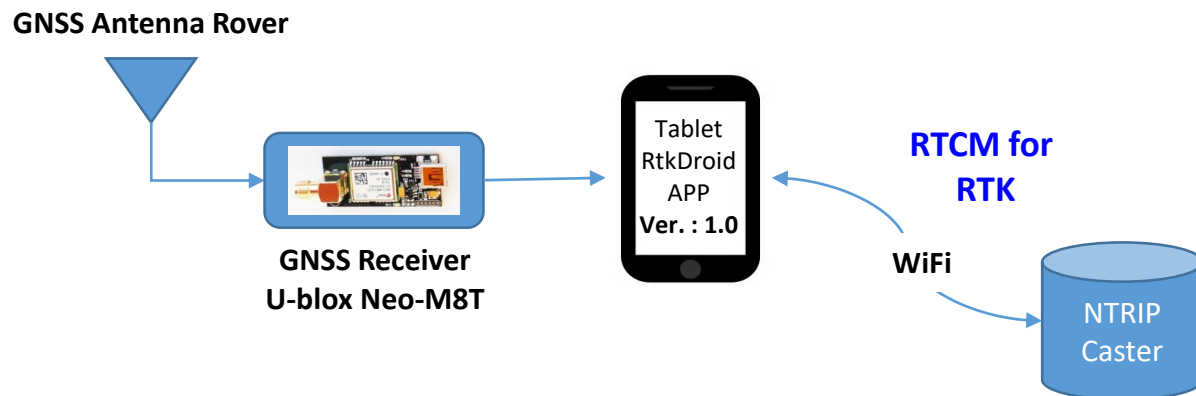 GNSS Antenna Rover
GNSS Receiver
U-blox Neo-M8T
Tablet
RtkDroid
APP
Ver. : 1.0
RTCM for
RTK
WiFi
NTRIP
Caster